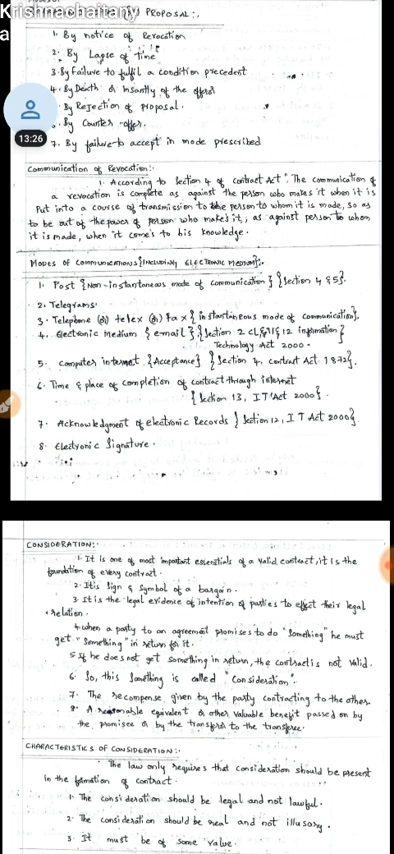 Krishnachaitany
a
PROPOSAL:.
1. By notice of Revocation
2. By Lapse of time
3. By Failure to fulfil a condition precedent
4. By Death or Insantly of the offeror
By Rejection of proposal.
By Counter-offer.
13:26
7. By failure to accept in mode prescribed
Communication of Revocation:-
1. According to Section 4 of contract Act "The communication of
a revocation is complete as against the person who makes it when it is
Put into a course of transmission to the person to whom it is made, so as
to be out of the power of person who makes it, as against person to whom
it is made, when it comes to his knowledge.
MODES OF COMMUNICATIONS {INCLUDING ELECTRONIC MEDIUM}:.
1. Post {Non-instantaneous mode of communication} {Section 4 & 5}.
2. Telegrams.
3. Telephone (or) telex (or) fax {instantaneous mode of communication}.
4. Electronic Medium {email} {Section 2 information}
Technology Act 2000.
5. computer internet. {Acceptance} {Section 4, contract Act 1872}.
6. Time & place of completion of contract through internet
{Section 13, IT Act 2000}.
7. Acknowledgment of electronic Records {Section 12, IT Act 2000}.
8. Electronic Signature.
CONSIDERATION:-
1. It is one of most important essentials of a valid contract, it is the
foundation of every contract.
2. It is Sign & Symbol of a bargain.
3. It is the legal evidence of intention of parties to effect their legal
relation.
4. When a party to an agreement promises to do "Something" he must
get "Something" in return for it.
5. If he does not get something in return, the contract is not valid.
6. So, this Something is called "Consideration".
7. The recompense given by the party contracting to the other.
8. A reasonable equivalent or other valuable benefit passed on by
the promisor or by the transferor to the transferee.
CHARACTERISTICS OF CONSIDERATION:.
The law only requires that consideration should be present
in the formation of contract.
1. The consideration should be legal and not lawful.
2. The consideration should be real and not illusory.
3. It must be of some value.